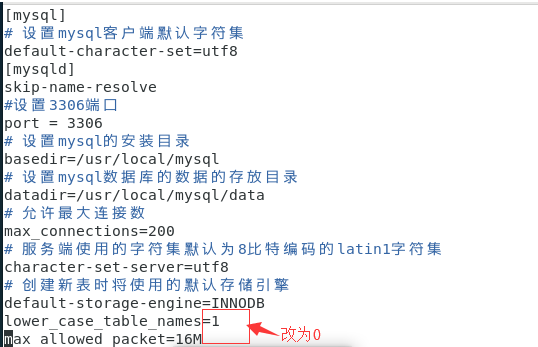 [mysql]
# 设置mysql客户端默认字符集
default-character-set=utf8
[mysqld]
skip-name-resolve
#设置3306端口
port = 3306
# 设置mysql的安装目录
basedir=/usr/local/mysql
# 设置mysql数据库的数据的存放目录
datadir=/usr/local/mysql/data
# 允许最大连接数
max_connections=200
# 服务端使用的字符集默认为8比特编码的latin1字符集
character-set-server=utf8
# 创建新表时将使用的默认存储引擎
default-storage-engine=INNODB
lower_case_table_names=1
改为0
max_allowed_packet=16M